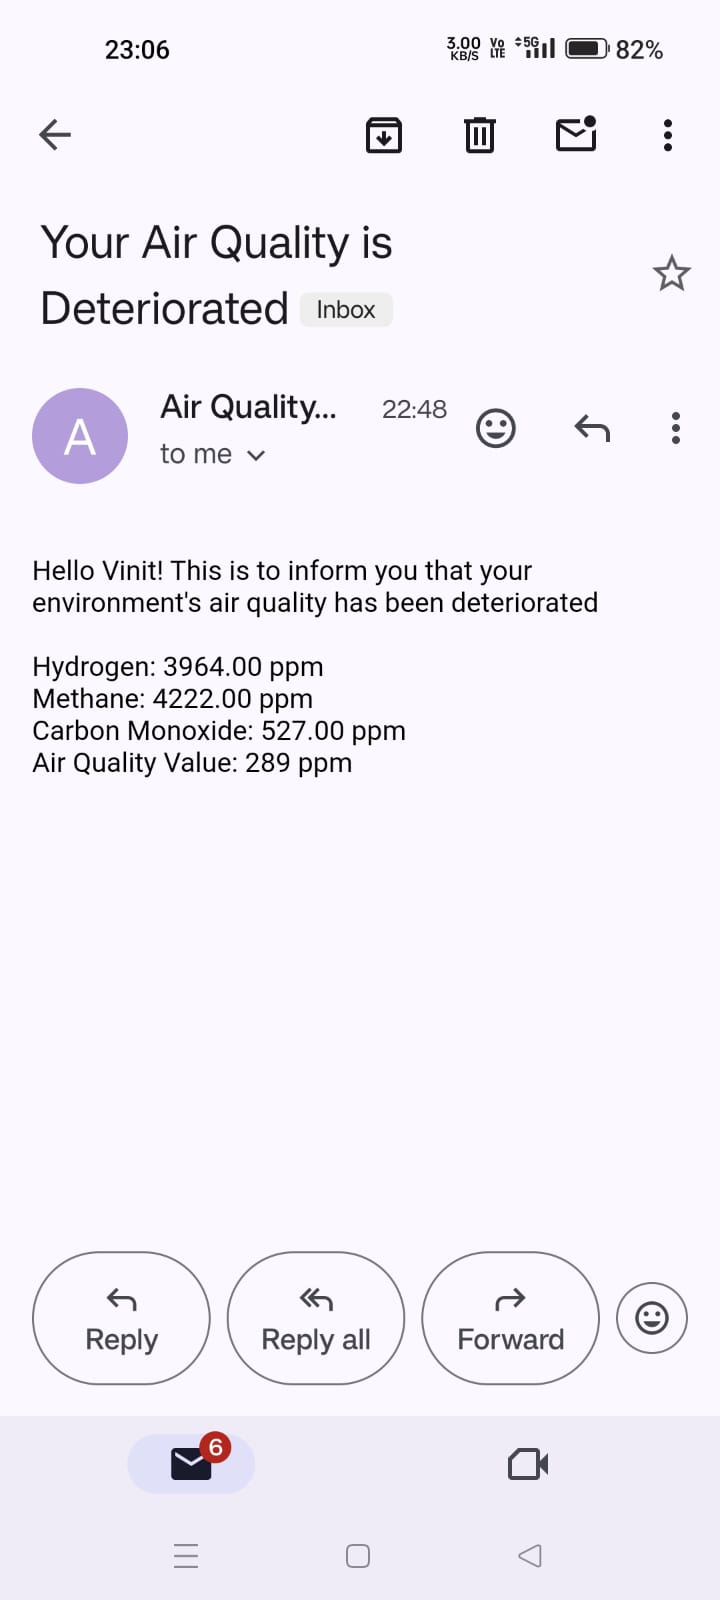 23:06
3.00 KB/S Vo LTE 5G 82%
Your Air Quality is
Deteriorated Inbox
A
Air Quality... 22:48
to me
Hello Vinit! This is to inform you that your
environment's air quality has been deteriorated
Hydrogen: 3964.00 ppm
Methane: 4222.00 ppm
Carbon Monoxide: 527.00 ppm
Air Quality Value: 289 ppm
Reply
Reply all
Forward
6